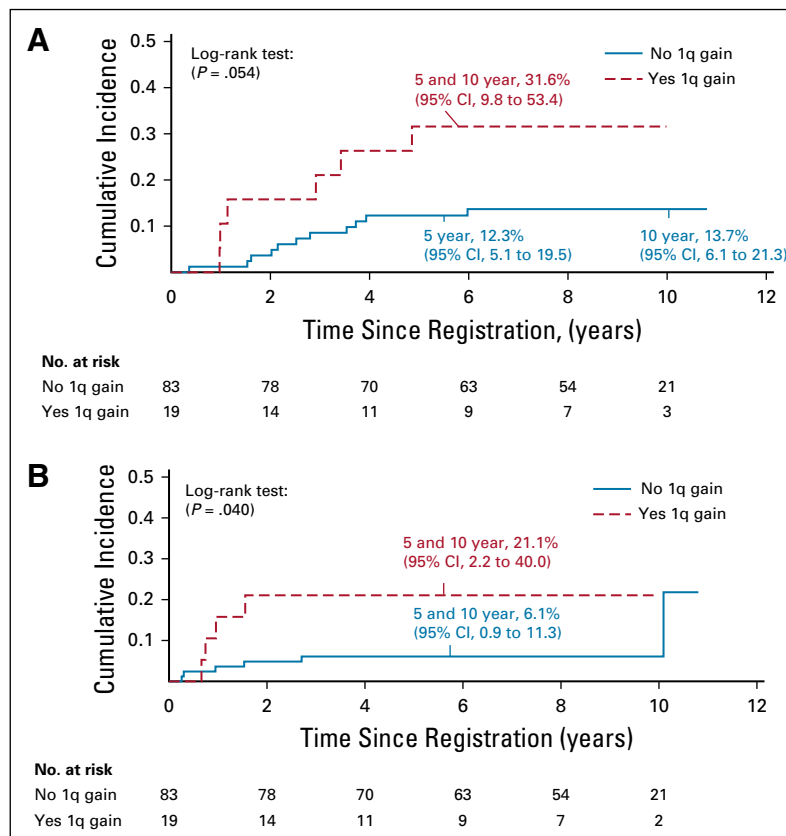 A
Log-rank test:
(P = .054)
No 1q gain
Yes 1q gain
5 and 10 year, 31.6%
(95% CI, 9.8 to 53.4)
5 year, 12.3%
(95% CI, 5.1 to 19.5)
10 year, 13.7%
(95% CI, 6.1 to 21.3)
Cumulative Incidence
0.5
0.4
0.3
0.2
0.1
0 2 4 6 8 10 12
Time Since Registration, (years)
No. at risk
No 1q gain 83 78 70 63 54 21
Yes 1q gain 19 14 11 9 7 3
B
Log-rank test:
(P = .040)
No 1q gain
Yes 1q gain
5 and 10 year, 21.1%
(95% CI, 2.2 to 40.0)
5 and 10 year, 6.1%
(95% CI, 0.9 to 11.3)
Cumulative Incidence
0.5
0.4
0.3
0.2
0.1
0 2 4 6 8 10 12
Time Since Registration (years)
No. at risk
No 1q gain 83 78 70 63 54 21
Yes 1q gain 19 14 11 9 7 2